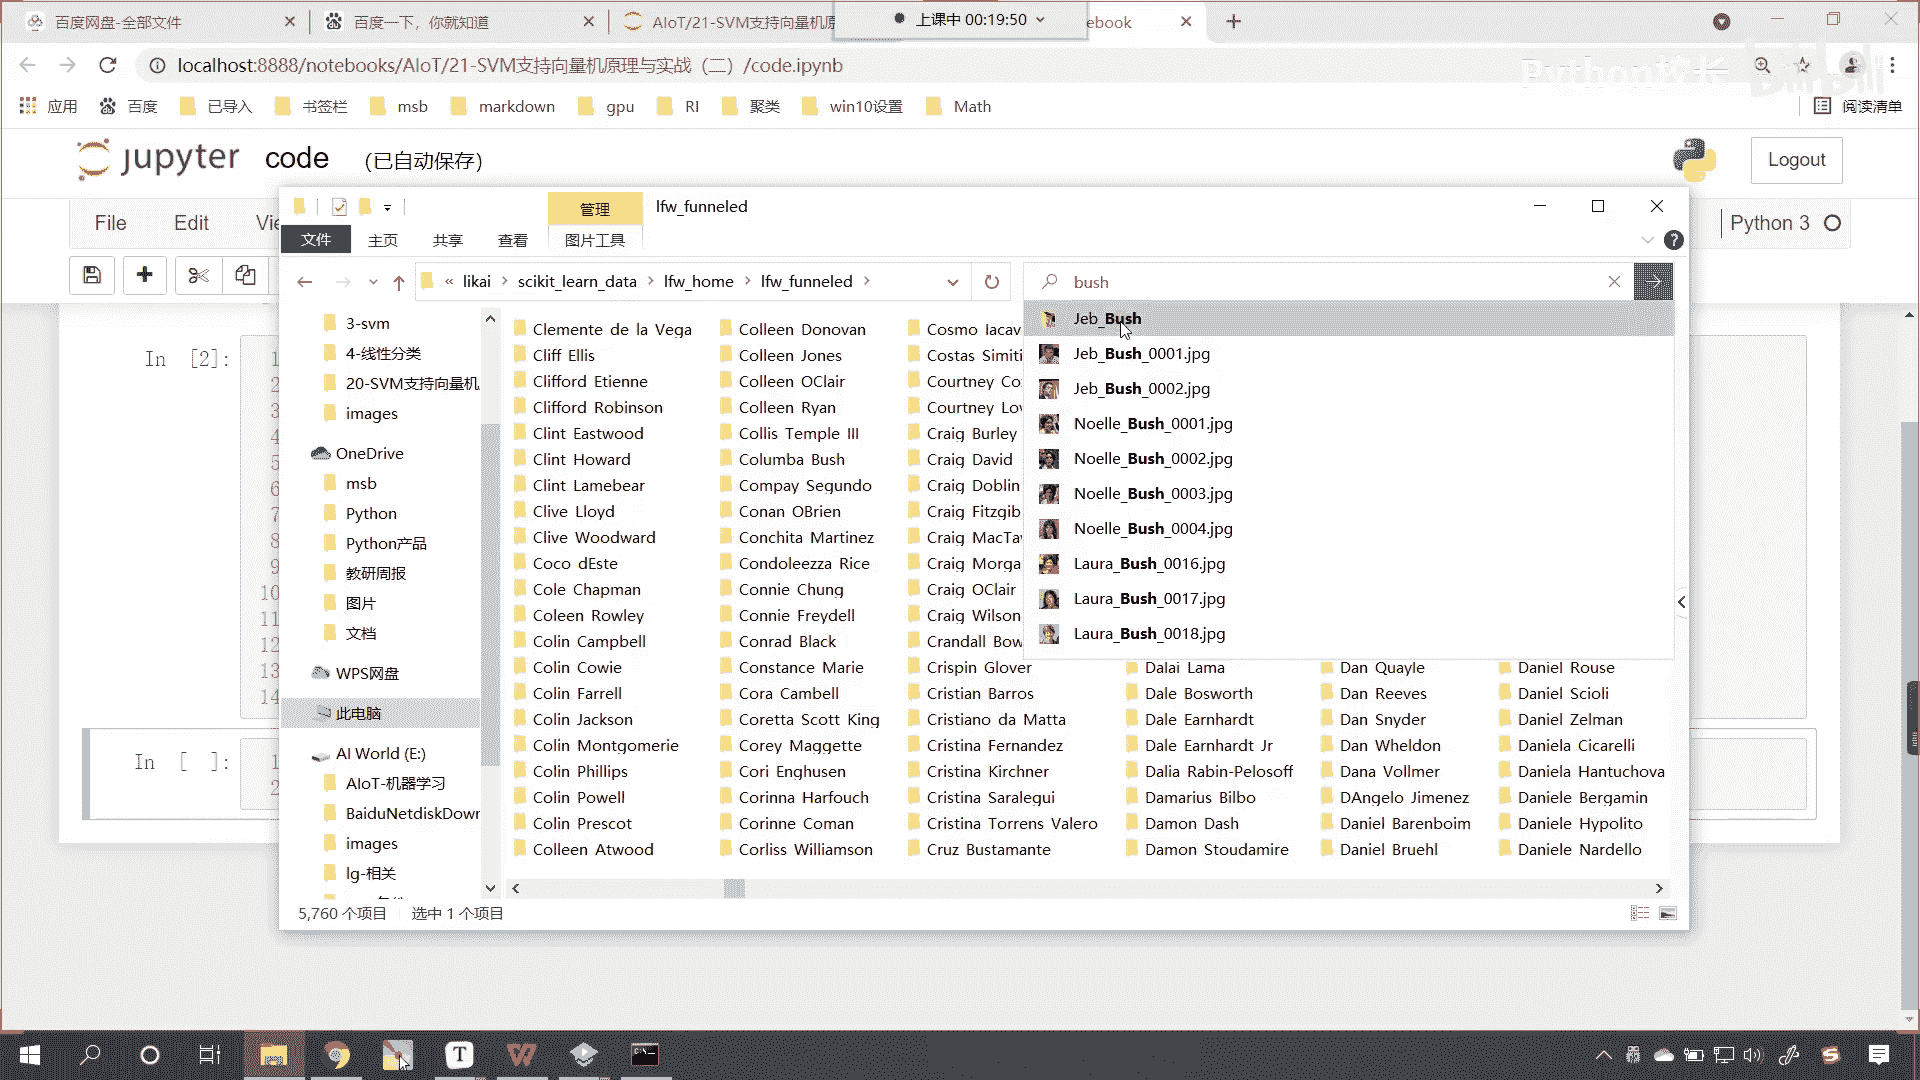 百度网盘-全部文件
百度一下，你就知道
AIoT/21-SVM支持向量机原
上课中 00:19:50
ebook
localhost:8888/notebooks/AIoT/21-SVM支持向量机原理与实战（二）/code.ipynb
应用 百度 已导入 书签栏 msb markdown gpu RI 聚类 win10设置 Math 阅读清单
jupyter code (已自动保存) Logout
File Edit Vie Python 3
管理 lfw_funneled
文件 主页 共享 查看 图片工具
« likai › scikit_learn_data › lfw_home › lfw_funneled ›
bush
Jeb_Bush
Jeb_Bush_0001.jpg
Jeb_Bush_0002.jpg
Noelle_Bush_0001.jpg
Noelle_Bush_0002.jpg
Noelle_Bush_0003.jpg
Noelle_Bush_0004.jpg
Laura_Bush_0016.jpg
Laura_Bush_0017.jpg
Laura_Bush_0018.jpg
3-svm
4-线性分类
20-SVM支持向量机
images
OneDrive
msb
Python
Python产品
教研周报
图片
文档
WPS网盘
此电脑
AI World (E:)
AIoT-机器学习
BaiduNetdiskDown
images
lg-相关
Clemente de la Vega
Cliff Ellis
Clifford Etienne
Clifford Robinson
Clint Eastwood
Clint Howard
Clint Lamebear
Clive Lloyd
Clive Woodward
Coco dEste
Cole Chapman
Coleen Rowley
Colin Campbell
Colin Cowie
Colin Farrell
Colin Jackson
Colin Montgomerie
Colin Phillips
Colin Powell
Colin Prescot
Colleen Atwood
Colleen Donovan
Colleen Jones
Colleen OClair
Colleen Ryan
Collis Temple III
Columba Bush
Compay Segundo
Conan OBrien
Conchita Martinez
Condoleezza Rice
Connie Chung
Connie Freydell
Conrad Black
Constance Marie
Cora Cambell
Coretta Scott King
Corey Maggette
Cori Enghusen
Corinna Harfouch
Corinne Coman
Corliss Williamson
Cosmo Iacav
Costas Simiti
Courtney Co
Courtney Lov
Craig Burley
Craig David
Craig Doblin
Craig Fitzgib
Craig MacTav
Craig Morga
Craig OClair
Craig Wilson
Crandall Bow
Crispin Glover
Cristian Barros
Cristiano da Matta
Cristina Fernandez
Cristina Kirchner
Cristina Saralegui
Cristina Torrens Valero
Cruz Bustamante
Dalai Lama
Dale Bosworth
Dale Earnhardt
Dale Earnhardt Jr
Dalia Rabin-Pelosoff
Damarius Bilbo
Damon Dash
Damon Stoudamire
Dan Quayle
Dan Reeves
Dan Snyder
Dan Wheldon
Dana Vollmer
DAngelo Jimenez
Daniel Barenboim
Daniel Bruehl
Daniel Rouse
Daniel Scioli
Daniel Zelman
Daniela Cicarelli
Daniela Hantuchova
Daniele Bergamin
Daniele Hypolito
Daniele Nardello
5,760 个项目 选中 1 个项目
In [2]:
1
2
3
4
5
6
7
8
9
10
11
12
13
14
In [ ]:
1
2